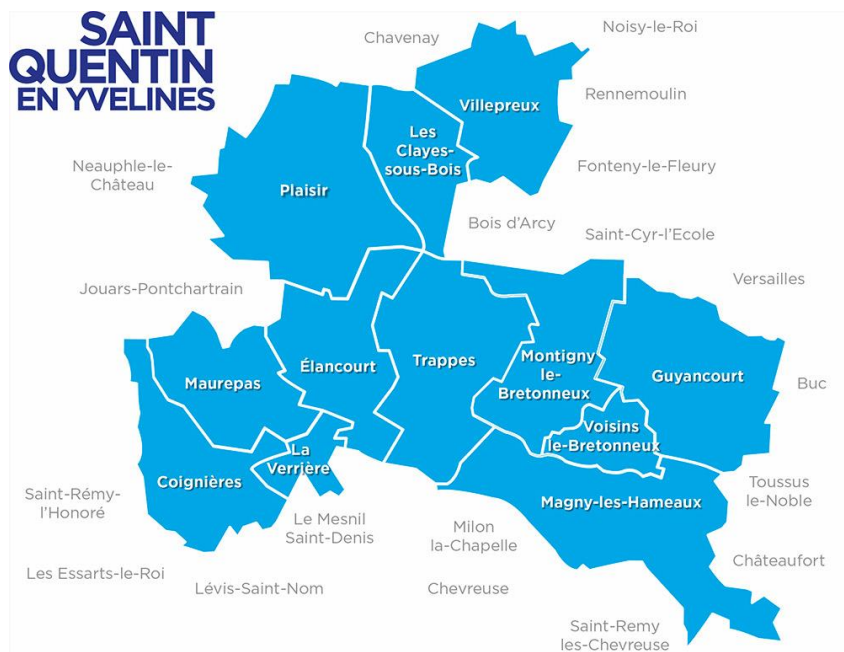 SAINT
QUENTIN
EN YVELINES
Chavenay
Noisy-le-Roi
Villepreux
Rennemoulin
Les
Clayes-
sous-Bois
Neauphle-le-
Château
Plaisir
Fonteny-le-Fleury
Bois d'Arcy
Saint-Cyr-l'Ecole
Versailles
Jouars-Pontchartrain
Maurepas
Élancourt
Trappes
Montigny
le-
Bretonneux
Guyancourt
Buc
Voisins
le-Bretonneux
La
Verrière
Coignières
Magny-les-Hameaux
Toussus
le-Noble
Saint-Rémy-
l'Honoré
Le Mesnil
Saint-Denis
Milon
la-Chapelle
Châteaufort
Les Essarts-le-Roi
Lévis-Saint-Nom
Chevreuse
Saint-Remy
les-Chevreuse